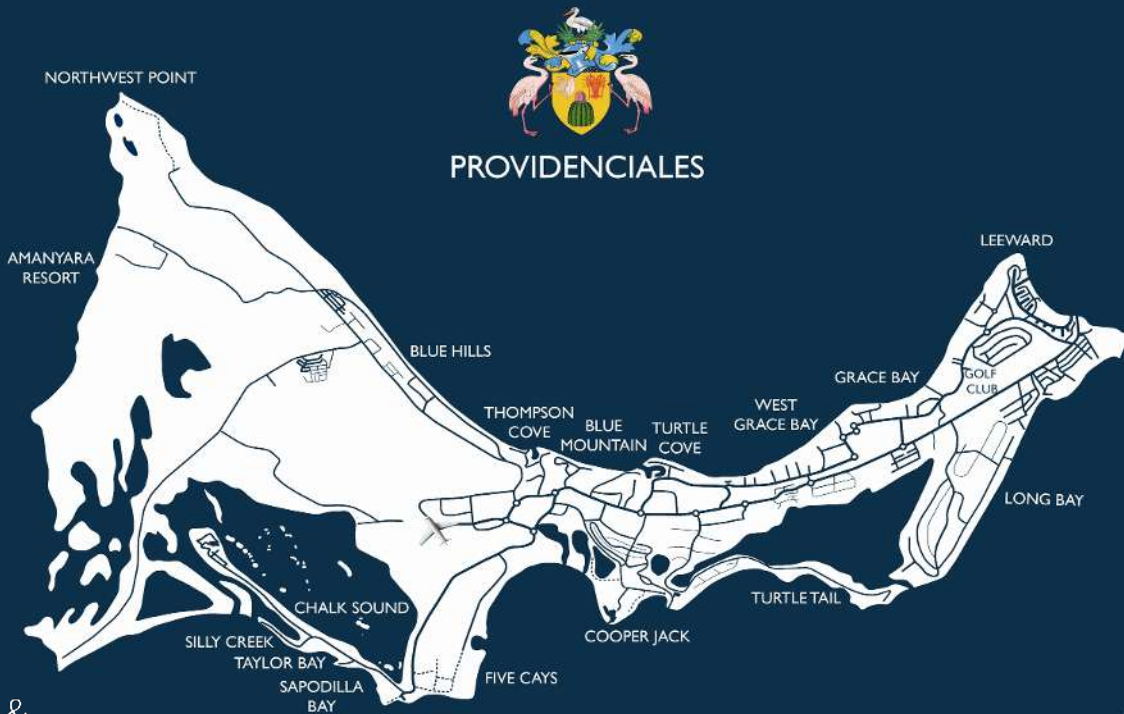 PROVIDENCIALES
NORTHWEST POINT
AMANYARA
RESORT
LEEWARD
BLUE HILLS
GRACE BAY
GOLF
CLUB
WEST
GRACE BAY
THOMPSON
COVE
BLUE
MOUNTAIN
TURTLE
COVE
LONG BAY
CHALK SOUND
TURTLE TAIL
SILLY CREEK
TAYLOR BAY
COOPER JACK
SAPODILLA
BAY
FIVE CAYS
&